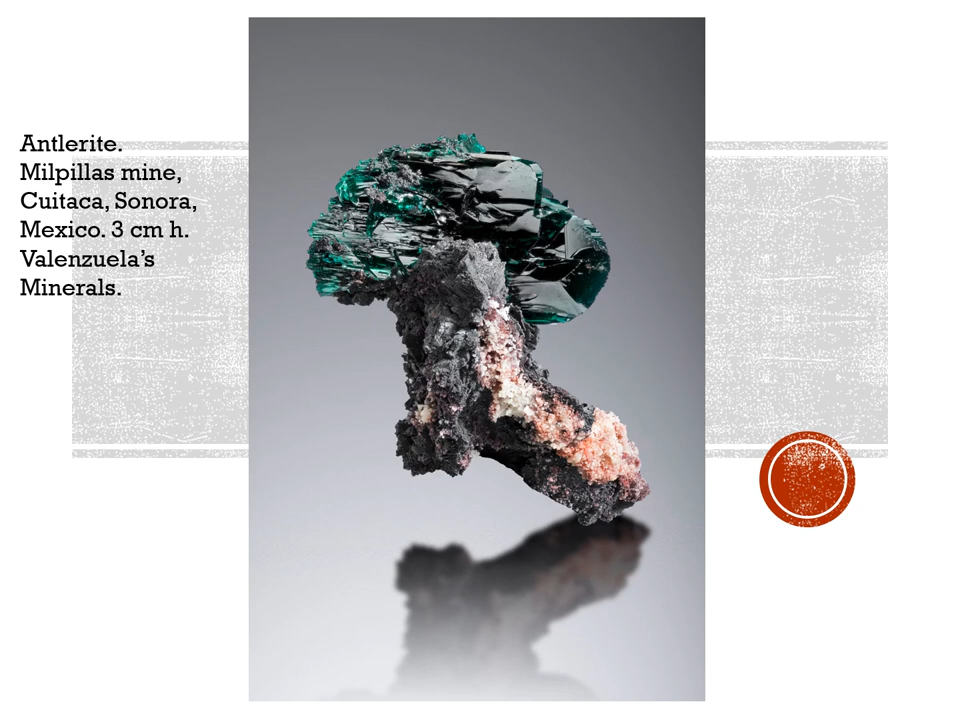 Antlerite.
Milpillas mine,
Cuitaca, Sonora,
Mexico. 3 cm h.
Valenzuela’s
Minerals.